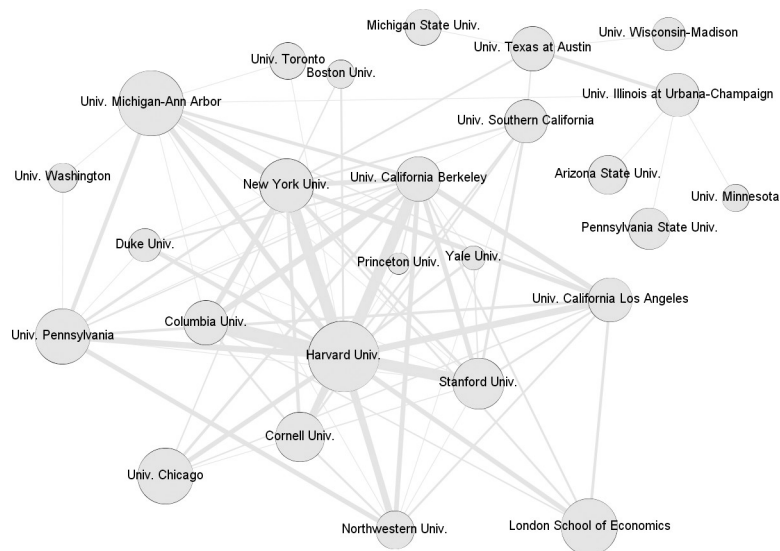 Michigan State Univ.
Univ. Wisconsin-Madison
Univ. Texas at Austin
Univ. Toronto
Boston Univ.
Univ. Michigan-Ann Arbor
Univ. Illinois at Urbana-Champaign
Univ. Southern California
Univ. Washington
New York Univ.
Univ. California Berkeley
Arizona State Univ.
Univ. Minnesota
Pennsylvania State Univ.
Duke Univ.
Princeton Univ.
Yale Univ.
Univ. California Los Angeles
Univ. Pennsylvania
Columbia Univ.
Harvard Univ.
Stanford Univ.
Cornell Univ.
Univ. Chicago
Northwestern Univ.
London School of Economics